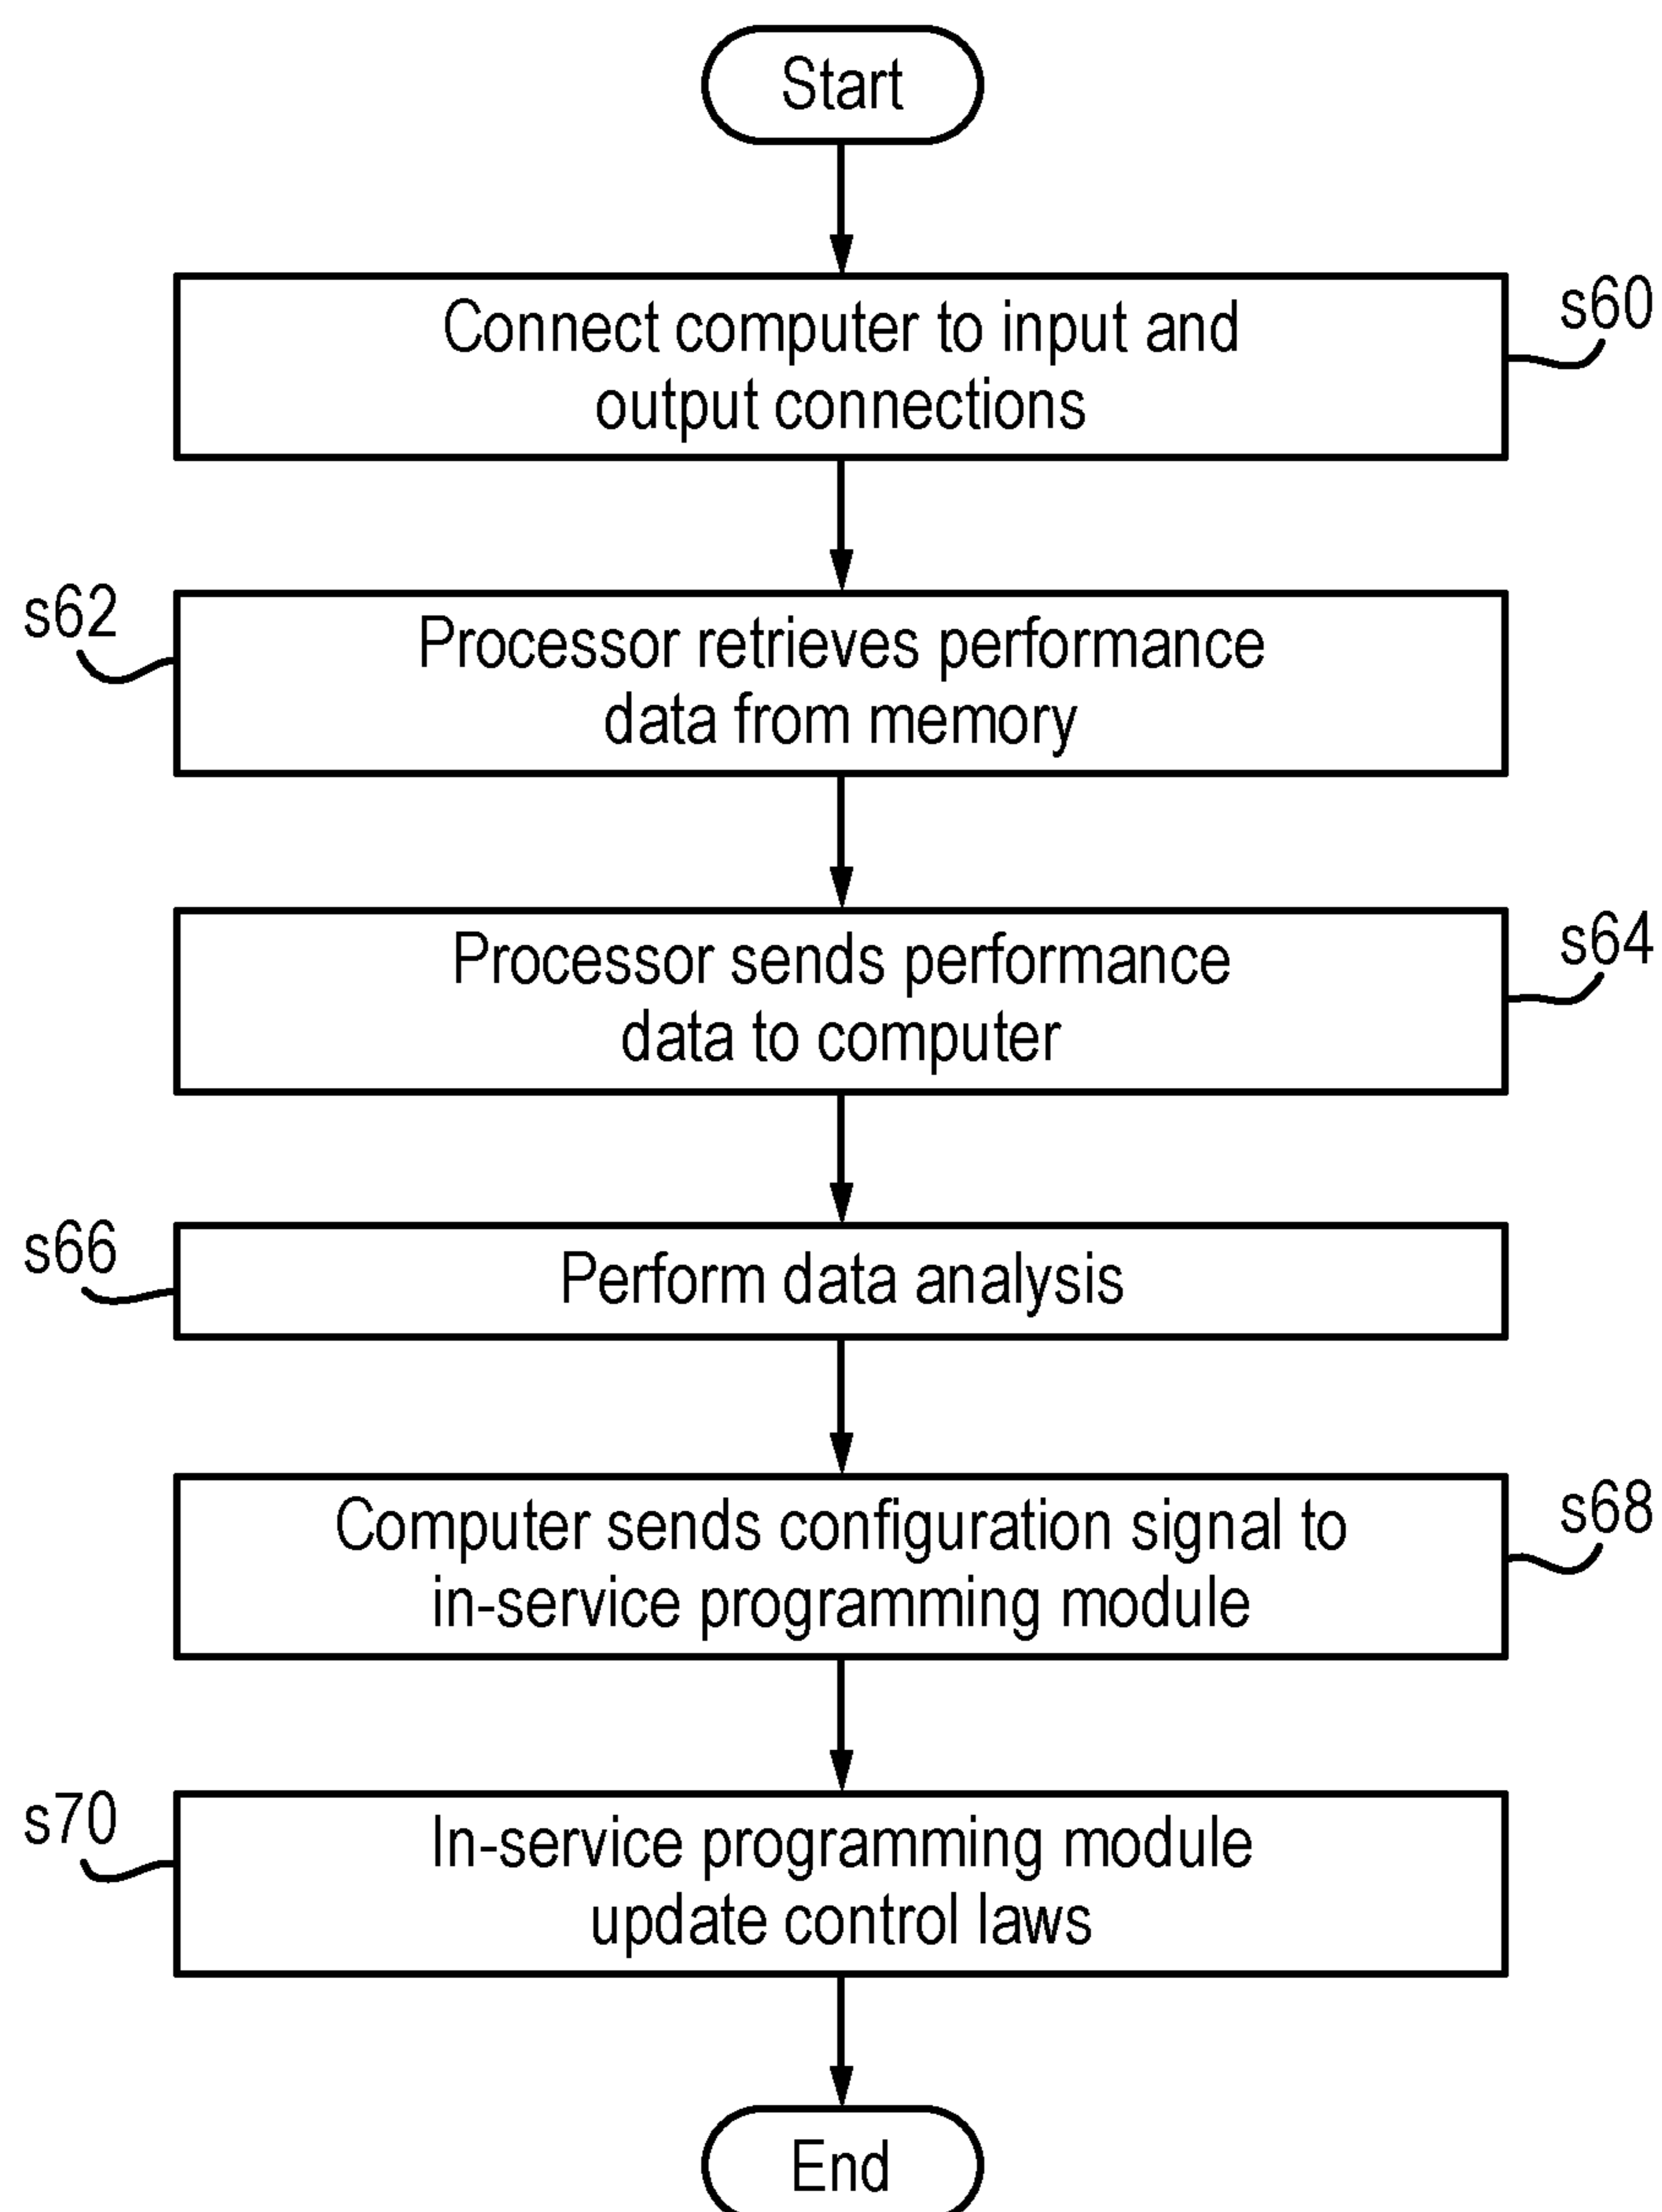 Start
Connect computer to input and
output connections
s60
s62
Processor retrieves performance
data from memory
Processor sends performance
data to computer
s64
s66
Perform data analysis
Computer sends configuration signal to
in-service programming module
s68
s70
In-service programming module
update control laws
End